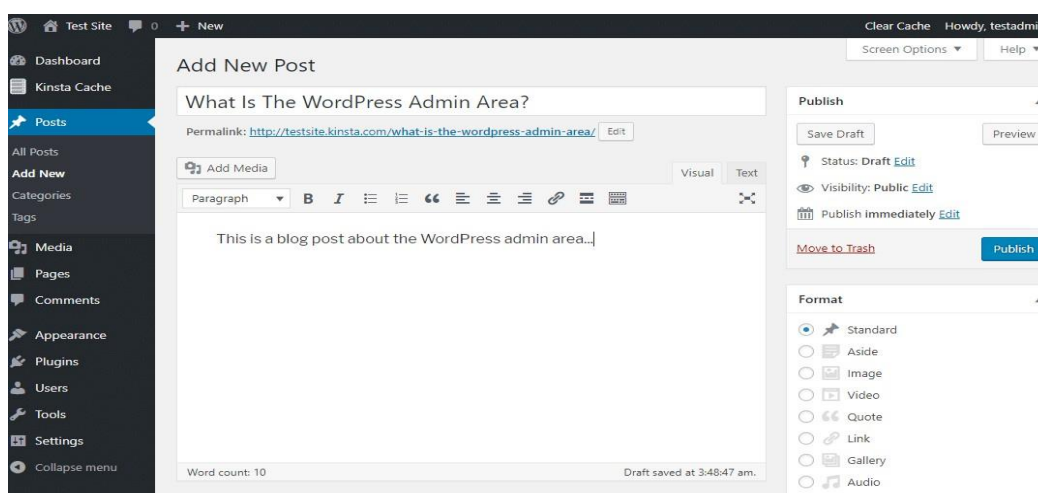 Test Site 0 + New Clear Cache Howdy, testadmi
Screen Options Help
Dashboard
Kinsta Cache
Posts
All Posts
Add New
Categories
Tags
Media
Pages
Comments
Appearance
Plugins
Users
Tools
Settings
Collapse menu
Add New Post
What Is The WordPress Admin Area?
Permalink: http://testsite.kinsta.com/what-is-the-wordpress-admin-area/ Edit
Add Media
Visual Text
Paragraph B I
This is a blog post about the WordPress admin area...
Word count: 10 Draft saved at 3:48:47 am.
Publish
Save Draft Preview
Status: Draft Edit
Visibility: Public Edit
Publish immediately Edit
Move to Trash Publish
Format
Standard
Aside
Image
Video
Quote
Link
Gallery
Audio